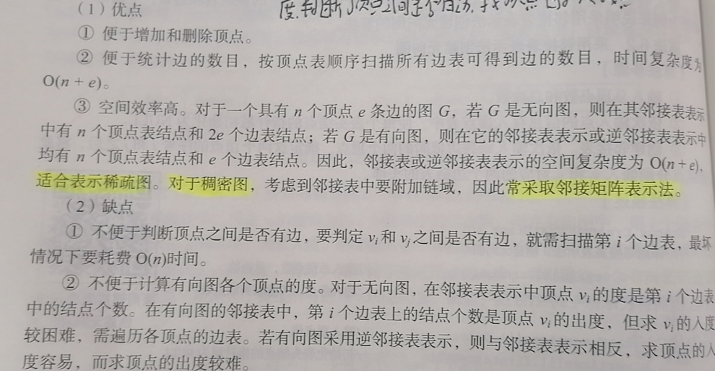 （1）优点
① 便于增加和删除顶点。
② 便于统计边的数目，按顶点表顺序扫描所有边表可得到边的数目，时间复杂度为
O(n + e)。
③ 空间效率高。对于一个具有 n 个顶点 e 条边的图 G，若 G 是无向图，则在其邻接表表示
中有 n 个顶点表结点和 2e 个边表结点；若 G 是有向图，则在它的邻接表表示或逆邻接表表示中
均有 n 个顶点表结点和 e 个边表结点。因此，邻接表或逆邻接表表示的空间复杂度为 O(n + e)，
适合表示稀疏图。对于稠密图，考虑到邻接表中要附加链域，因此常采取邻接矩阵表示法。
（2）缺点
① 不便于判断顶点之间是否有边，要判定 vi 和 vj 之间是否有边，就需扫描第 i 个边表，最坏
情况下要耗费 O(n)时间。
② 不便于计算有向图各个顶点的度。对于无向图，在邻接表表示中顶点 vi 的度是第 i 个边表
中的结点个数。在有向图的邻接表中，第 i 个边表上的结点个数是顶点 vi 的出度，但求 vi 的入度
较困难，需遍历各顶点的边表。若有向图采用逆邻接表表示，则与邻接表表示相反，求顶点的入
度容易，而求顶点的出度较难。